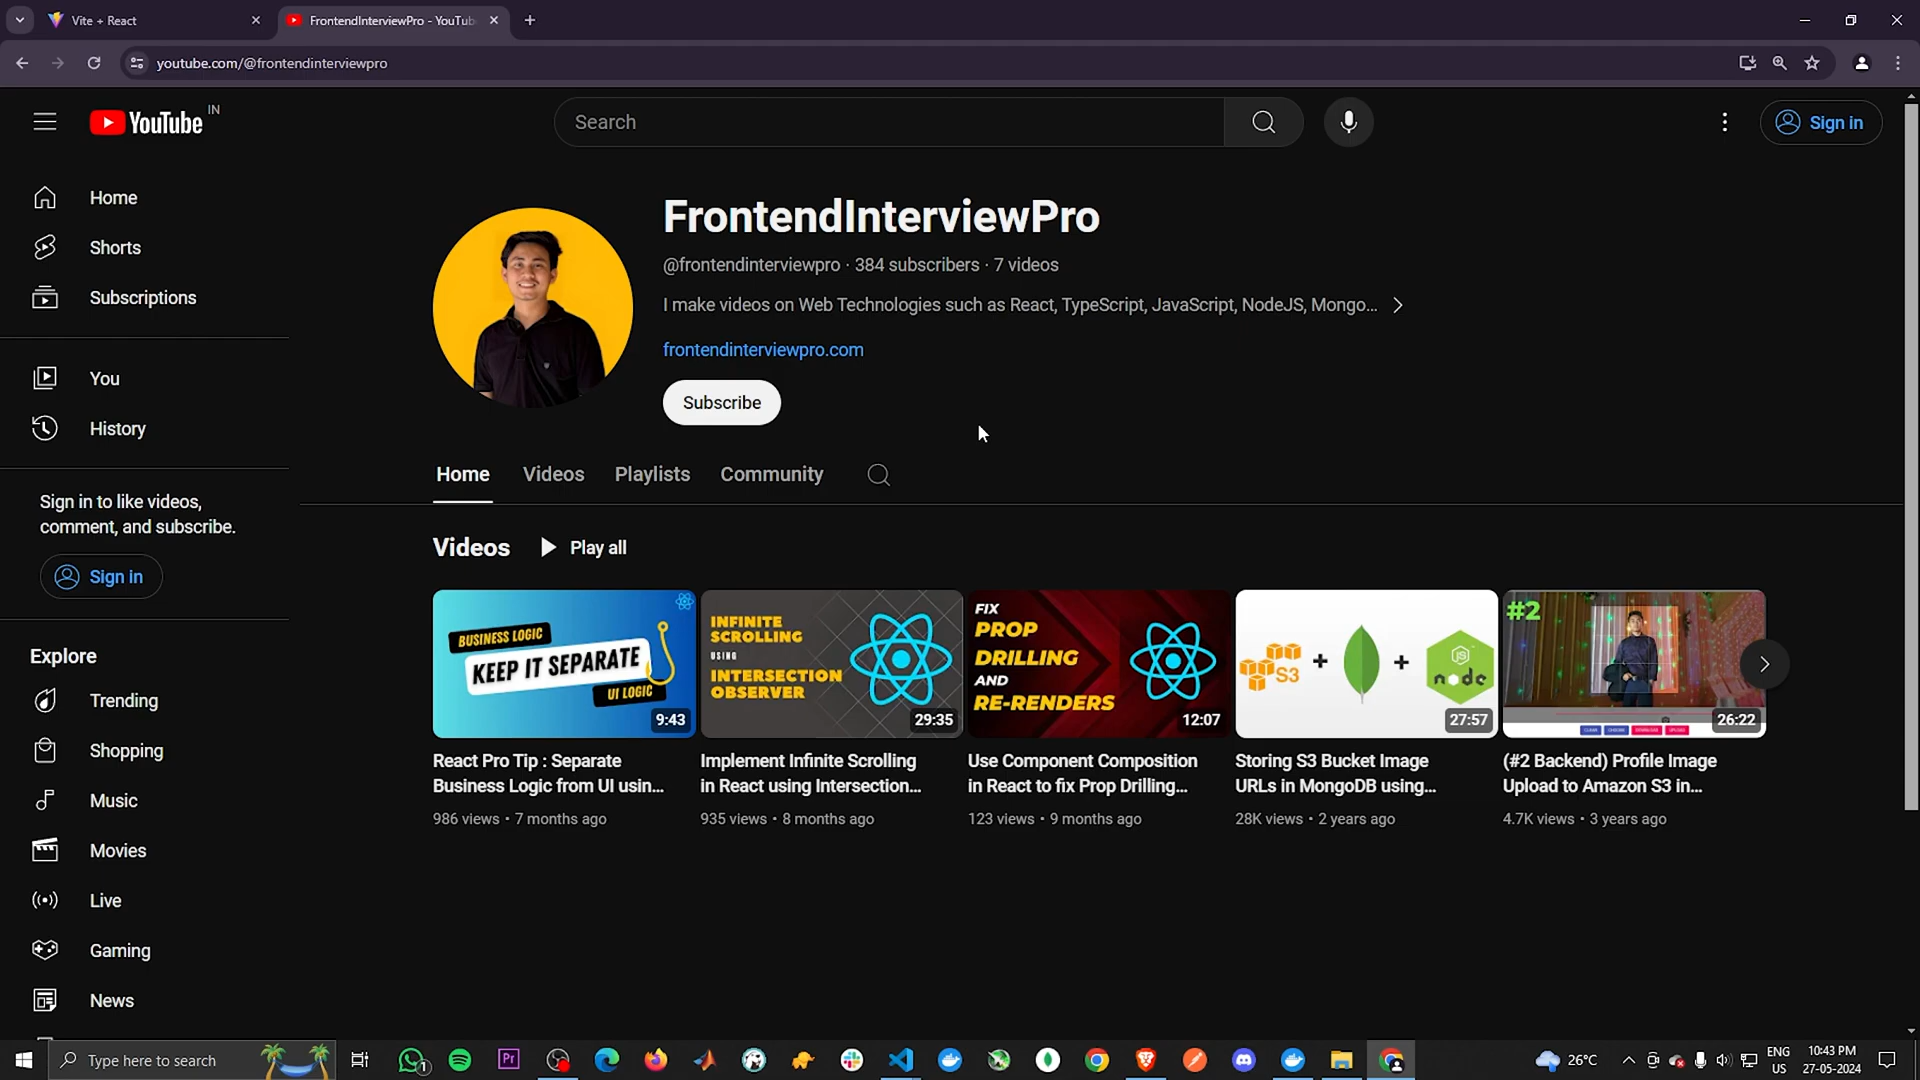 Vite + React
FrontendInterviewPro - YouTub
youtube.com/@frontendinterviewpro
YouTube IN
Search
Sign in
Home
Shorts
Subscriptions
You
History
Sign in to like videos,
comment, and subscribe.
Sign in
Explore
Trending
Shopping
Music
Movies
Live
Gaming
News
FrontendInterviewPro
@frontendinterviewpro · 384 subscribers · 7 videos
I make videos on Web Technologies such as React, TypeScript, JavaScript, NodeJS, Mongo...
frontendinterviewpro.com
Subscribe
Home Videos Playlists Community
Videos Play all
BUSINESS LOGIC
KEEP IT SEPARATE
UI LOGIC
9:43
React Pro Tip : Separate
Business Logic from UI usin...
986 views • 7 months ago
INFINITE
SCROLLING
USING
INTERSECTION
OBSERVER
29:35
Implement Infinite Scrolling
in React using Intersection...
935 views • 8 months ago
FIX
PROP
DRILLING
AND
RE-RENDERS
12:07
Use Component Composition
in React to fix Prop Drilling...
123 views • 9 months ago
S3 + + node
JS
27:57
Storing S3 Bucket Image
URLs in MongoDB using...
28K views • 2 years ago
#2
26:22
(#2 Backend) Profile Image
Upload to Amazon S3 in...
4.7K views • 3 years ago
Type here to search
1
Pr
26°C
ENG
US
10:43 PM
27-05-2024